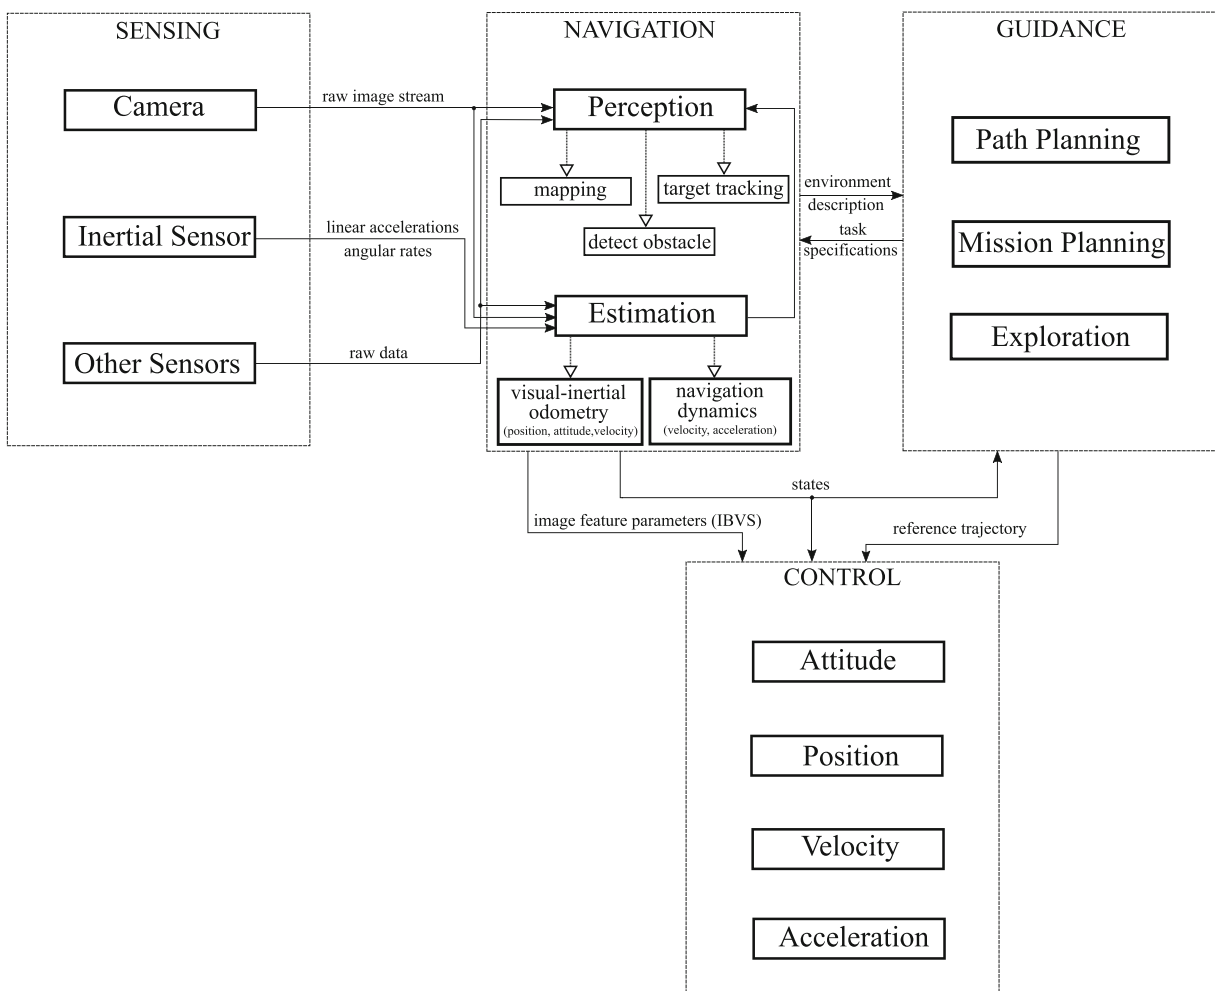 SENSING
Camera
Inertial Sensor
Other Sensors
raw image stream
linear accelerations
angular rates
raw data
NAVIGATION
Perception
mapping
target tracking
detect obstacle
Estimation
visual-inertial
odometry
(position, attitude,velocity)
navigation
dynamics
(velocity, acceleration)
environment
description
task
specifications
GUIDANCE
Path Planning
Mission Planning
Exploration
states
image feature parameters (IBVS)
reference trajectory
CONTROL
Attitude
Position
Velocity
Acceleration